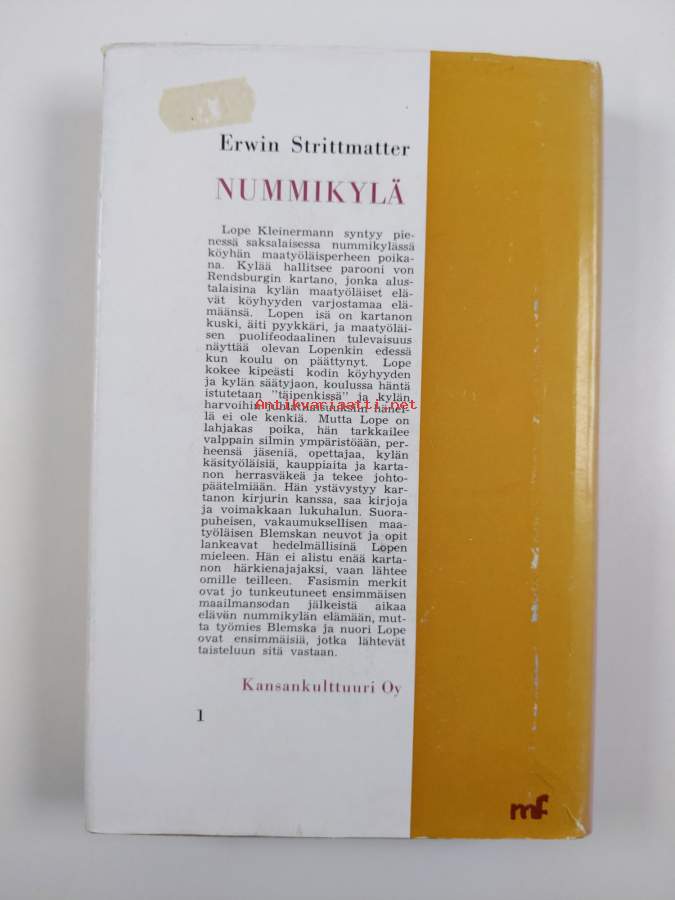 Erwin Strittmatter
NUMMIKYLÄ
Lope Kleinermann syntyy pie-
nessä saksalaisessa nummikylässä
köyhän maatyöläisperheen poika-
na. Kylää hallitsee parooni von
Rendsburgin kartano, jonka alus-
talaisina kylän maatyöläiset elä-
vät köyhyyden varjostamaa elä-
määnsä. Lopen isä on kartanon
kuski, äiti pyykkäri, ja maatyöläi-
sen puolifeodaalinen tulevaisuus
näyttää olevan Lopenkin edessä
kun koulu on päättynyt. Lope
kokee kipeästi kodin köyhyyden
ja kylän säätyjaon, koulussa häntä
istutetaan "täipenkissä" ja kylän
harvoihin juhlatilaisuuksiin hänel-
lä ei ole kenkiä. Mutta Lope on
lahjakas poika, hän tarkkailee
valppain silmin ympäristöään, per-
heensä jäseniä, opettajaa, kylän
käsityöläisiä, kauppiaita ja karta-
non herrasväkeä ja tekee johto-
päätelmiään. Hän ystävystyy kar-
tanon kirjurin kanssa, saa kirjoja
ja voimakkaan lukuhalun. Suora-
puheisen, vakaumuksellisen maa-
työläisen Blemskan neuvot ja opit
lankeavat hedelmällisinä Lopen
mieleen. Hän ei alistu enää karta-
non härkienajajaksi, vaan lähtee
omille teilleen. Fasismin merkit
ovat jo tunkeutuneet ensimmäisen
maailmansodan jälkeistä aikaa
elävän nummikylän elämään, mut-
ta työmies Blemska ja nuori Lope
ovat ensimmäisiä, jotka lähtevät
taisteluun sitä vastaan.
Kansankulttuuri Oy
1
mf
Antikvariaatti.net